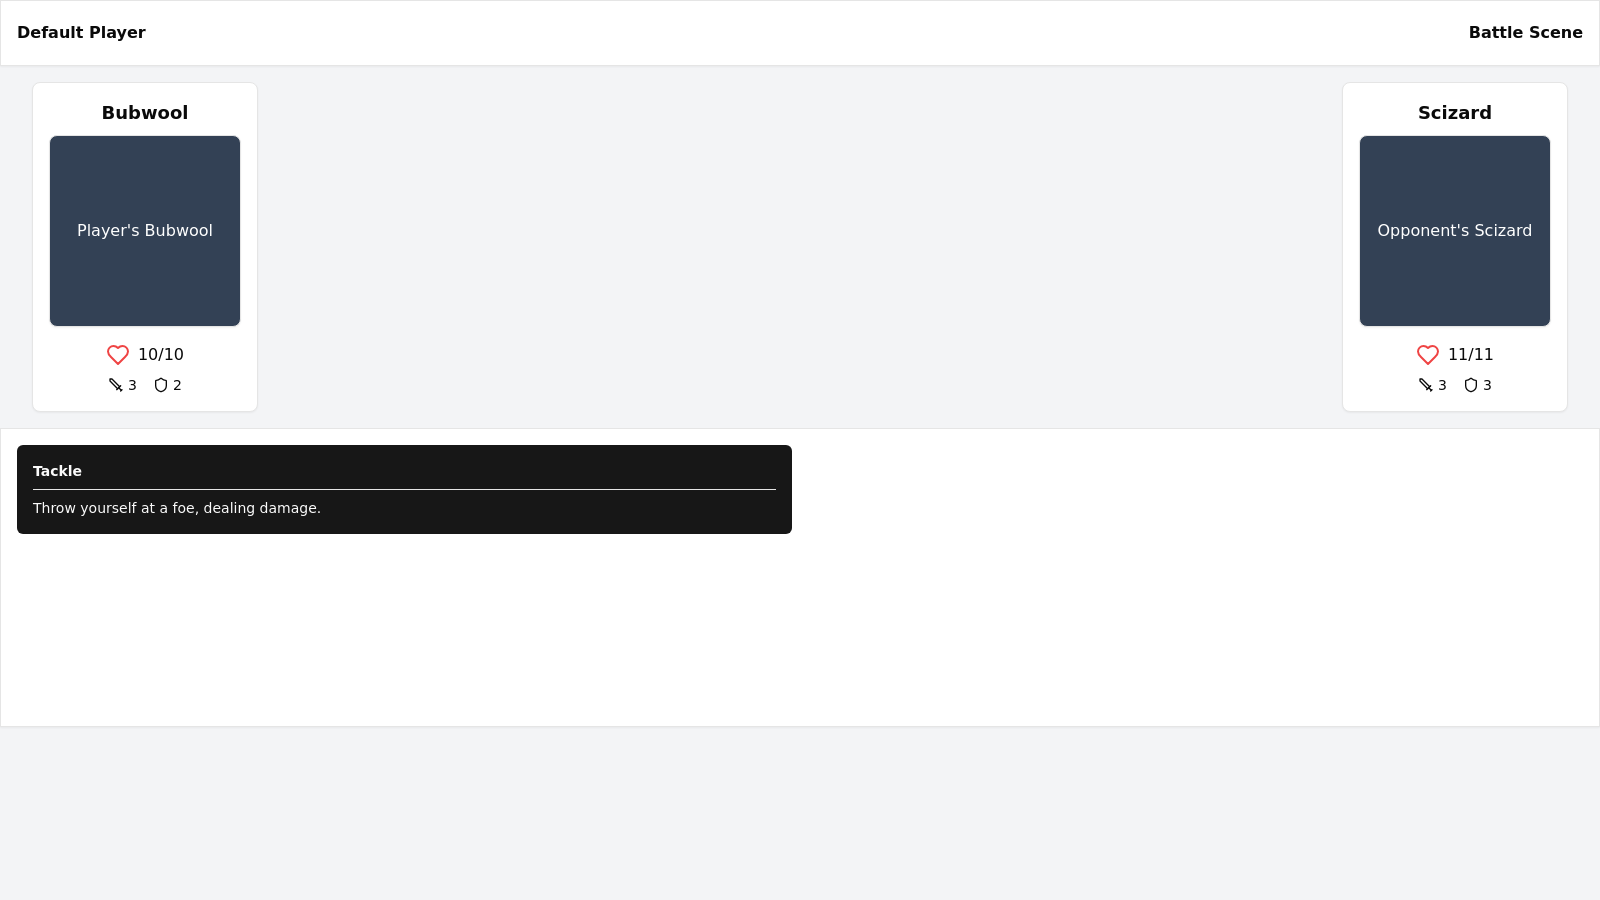 Default Player
Battle Scene
Bubwool
Player's Bubwool
10/10
3
2
Scizard
Opponent's Scizard
11/11
3
3
Tackle
Throw yourself at a foe, dealing damage.